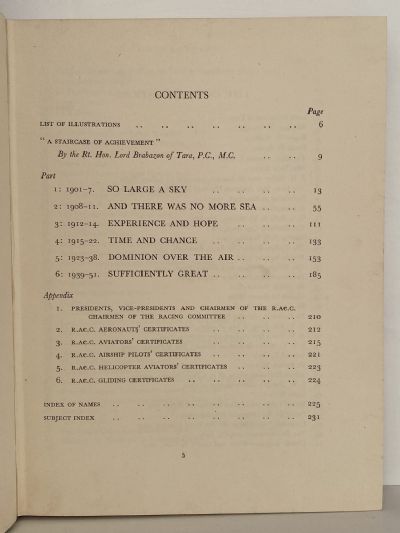 CONTENTS
Page
LIST OF ILLUSTRATIONS .. .. .. .. .. .. .. 6
"A STAIRCASE OF ACHIEVEMENT"
By the Rt. Hon. Lord Brabazon of Tara, P.C., M.C. .. .. 9
Part
1: 1901–7. SO LARGE A SKY .. .. .. .. 13
2: 1908–11. AND THERE WAS NO MORE SEA .. .. 55
3: 1912–14. EXPERIENCE AND HOPE .. .. .. 111
4: 1915–22. TIME AND CHANCE .. .. .. .. 133
5: 1923–38. DOMINION OVER THE AIR .. .. .. 153
6: 1939–51. SUFFICIENTLY GREAT .. .. .. .. 185
Appendix
1. PRESIDENTS, VICE-PRESIDENTS AND CHAIRMEN OF THE R.Ae.C.
CHAIRMEN OF THE RACING COMMITTEE .. .. .. 210
2. R.Ae.C. AERONAUTS' CERTIFICATES .. .. .. .. 212
3. R.Ae.C. AVIATORS' CERTIFICATES .. .. .. .. 215
4. R.Ae.C. AIRSHIP PILOTS' CERTIFICATES .. .. .. 221
5. R.Ae.C. HELICOPTER AVIATORS' CERTIFICATES .. .. 223
6. R.Ae.C. GLIDING CERTIFICATES .. .. .. .. 224
INDEX OF NAMES .. .. .. .. .. .. .. .. 225
SUBJECT INDEX .. .. .. .. .. .. .. .. 231
5